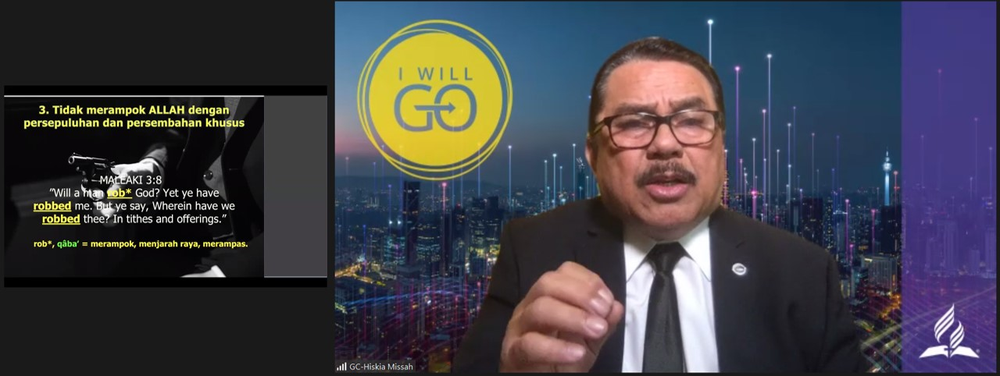 3. Tidak merampok ALLAH dengan
persepuluhan dan persembahan khusus
MALEAKI 3:8
"Will a man rob* God? Yet ye have
robbed me. But ye say, Wherein have we
robbed thee? In tithes and offerings."
rob*, qâba‘ = merampok, menjarah raya, merampas.
I WILL
GO
GC-Hiskia Missah